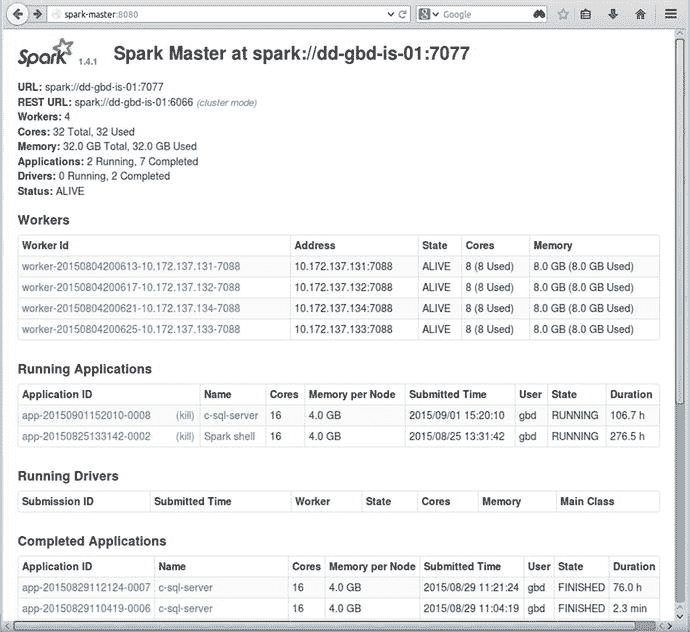 spark-master:8080
Google
Spark 1.4.1 Spark Master at spark://dd-gbd-is-01:7077
URL: spark://dd-gbd-is-01:7077
REST URL: spark://dd-gbd-is-01:6066 (cluster mode)
Workers: 4
Cores: 32 Total, 32 Used
Memory: 32.0 GB Total, 32.0 GB Used
Applications: 2 Running, 7 Completed
Drivers: 0 Running, 2 Completed
Status: ALIVE
Workers
Worker Id Address State Cores Memory
worker-20150804200613-10.172.137.131-7088 10.172.137.131:7088 ALIVE 8 (8 Used) 8.0 GB (8.0 GB Used)
worker-20150804200617-10.172.137.132-7088 10.172.137.132:7088 ALIVE 8 (8 Used) 8.0 GB (8.0 GB Used)
worker-20150804200621-10.172.137.134-7088 10.172.137.134:7088 ALIVE 8 (8 Used) 8.0 GB (8.0 GB Used)
worker-20150804200625-10.172.137.133-7088 10.172.137.133:7088 ALIVE 8 (8 Used) 8.0 GB (8.0 GB Used)
Running Applications
Application ID Name Cores Memory per Node Submitted Time User State Duration
app-20150901152010-0008 (kill) c-sql-server 16 4.0 GB 2015/09/01 15:20:10 gbd RUNNING 106.7 h
app-20150825133142-0002 (kill) Spark shell 16 4.0 GB 2015/08/25 13:31:42 gbd RUNNING 276.5 h
Running Drivers
Submission ID Submitted Time Worker State Cores Memory Main Class
Completed Applications
Application ID Name Cores Memory per Node Submitted Time User State Duration
app-20150829112124-0007 c-sql-server 16 4.0 GB 2015/08/29 11:21:24 gbd FINISHED 76.0 h
app-20150829110419-0006 c-sql-server 16 4.0 GB 2015/08/29 11:04:19 gbd FINISHED 2.3 min